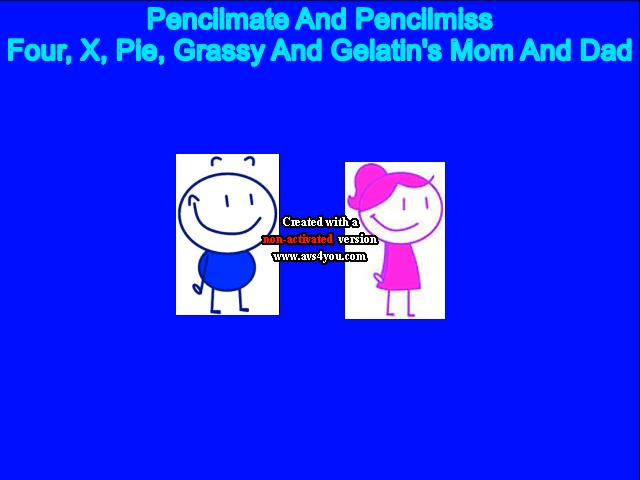 Pencilmate And Pencilmiss
Four, X, Pie, Grassy And Gelatin's Mom And Dad
Created with a
non-activated version
www.avs4you.com